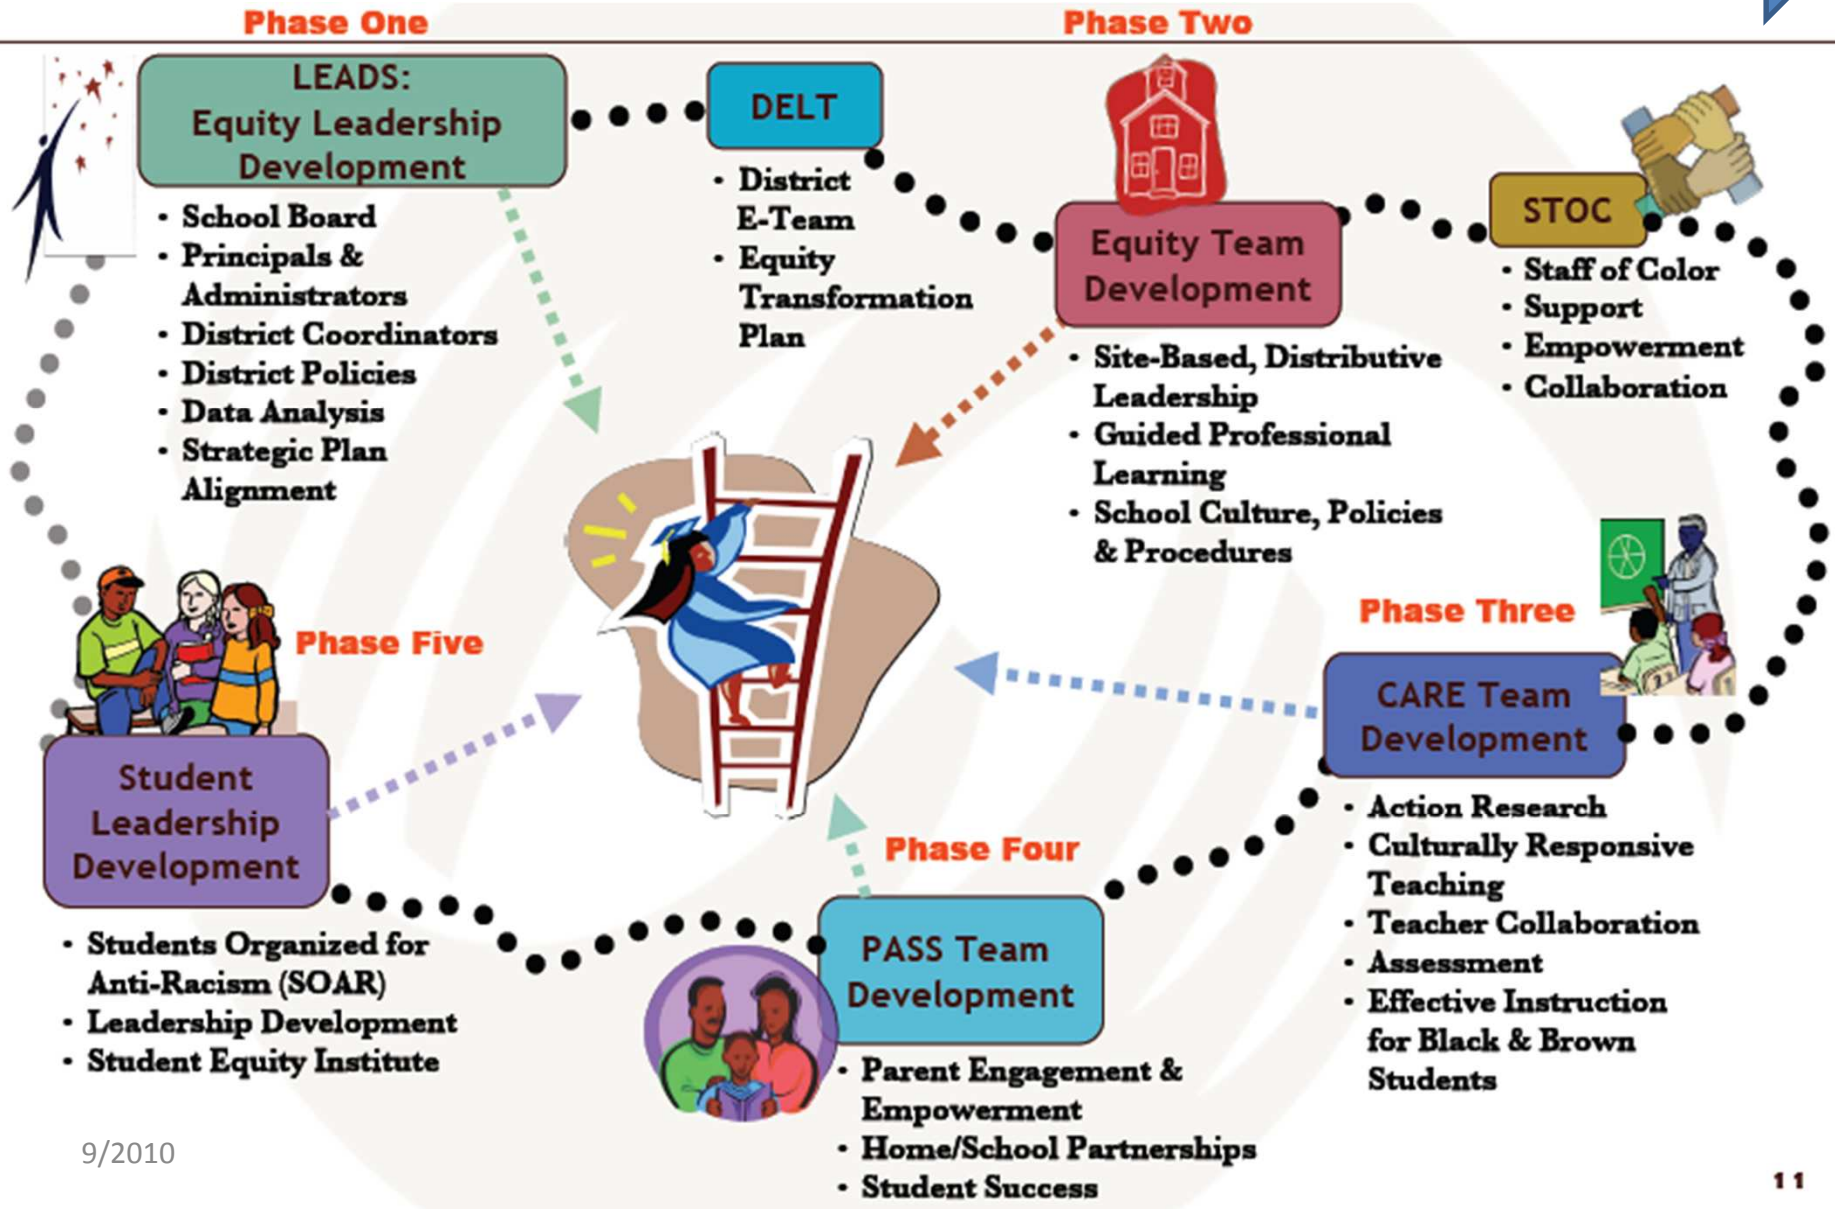 Phase One
Phase Two
LEADS:
Equity Leadership
Development
• School Board
• Principals &
Administrators
• District Coordinators
• District Policies
• Data Analysis
• Strategic Plan
Alignment
DELT
• District
E-Team
• Equity
Transformation
Plan
Equity Team
Development
• Site-Based, Distributive
Leadership
• Guided Professional
Learning
• School Culture, Policies
& Procedures
STOC
• Staff of Color
• Support
• Empowerment
• Collaboration
Phase Three
CARE Team
Development
• Action Research
• Culturally Responsive
Teaching
• Teacher Collaboration
• Assessment
• Effective Instruction
for Black & Brown
Students
Phase Four
PASS Team
Development
• Parent Engagement &
Empowerment
• Home/School Partnerships
• Student Success
Phase Five
Student
Leadership
Development
• Students Organized for
Anti-Racism (SOAR)
• Leadership Development
• Student Equity Institute
9/2010
11